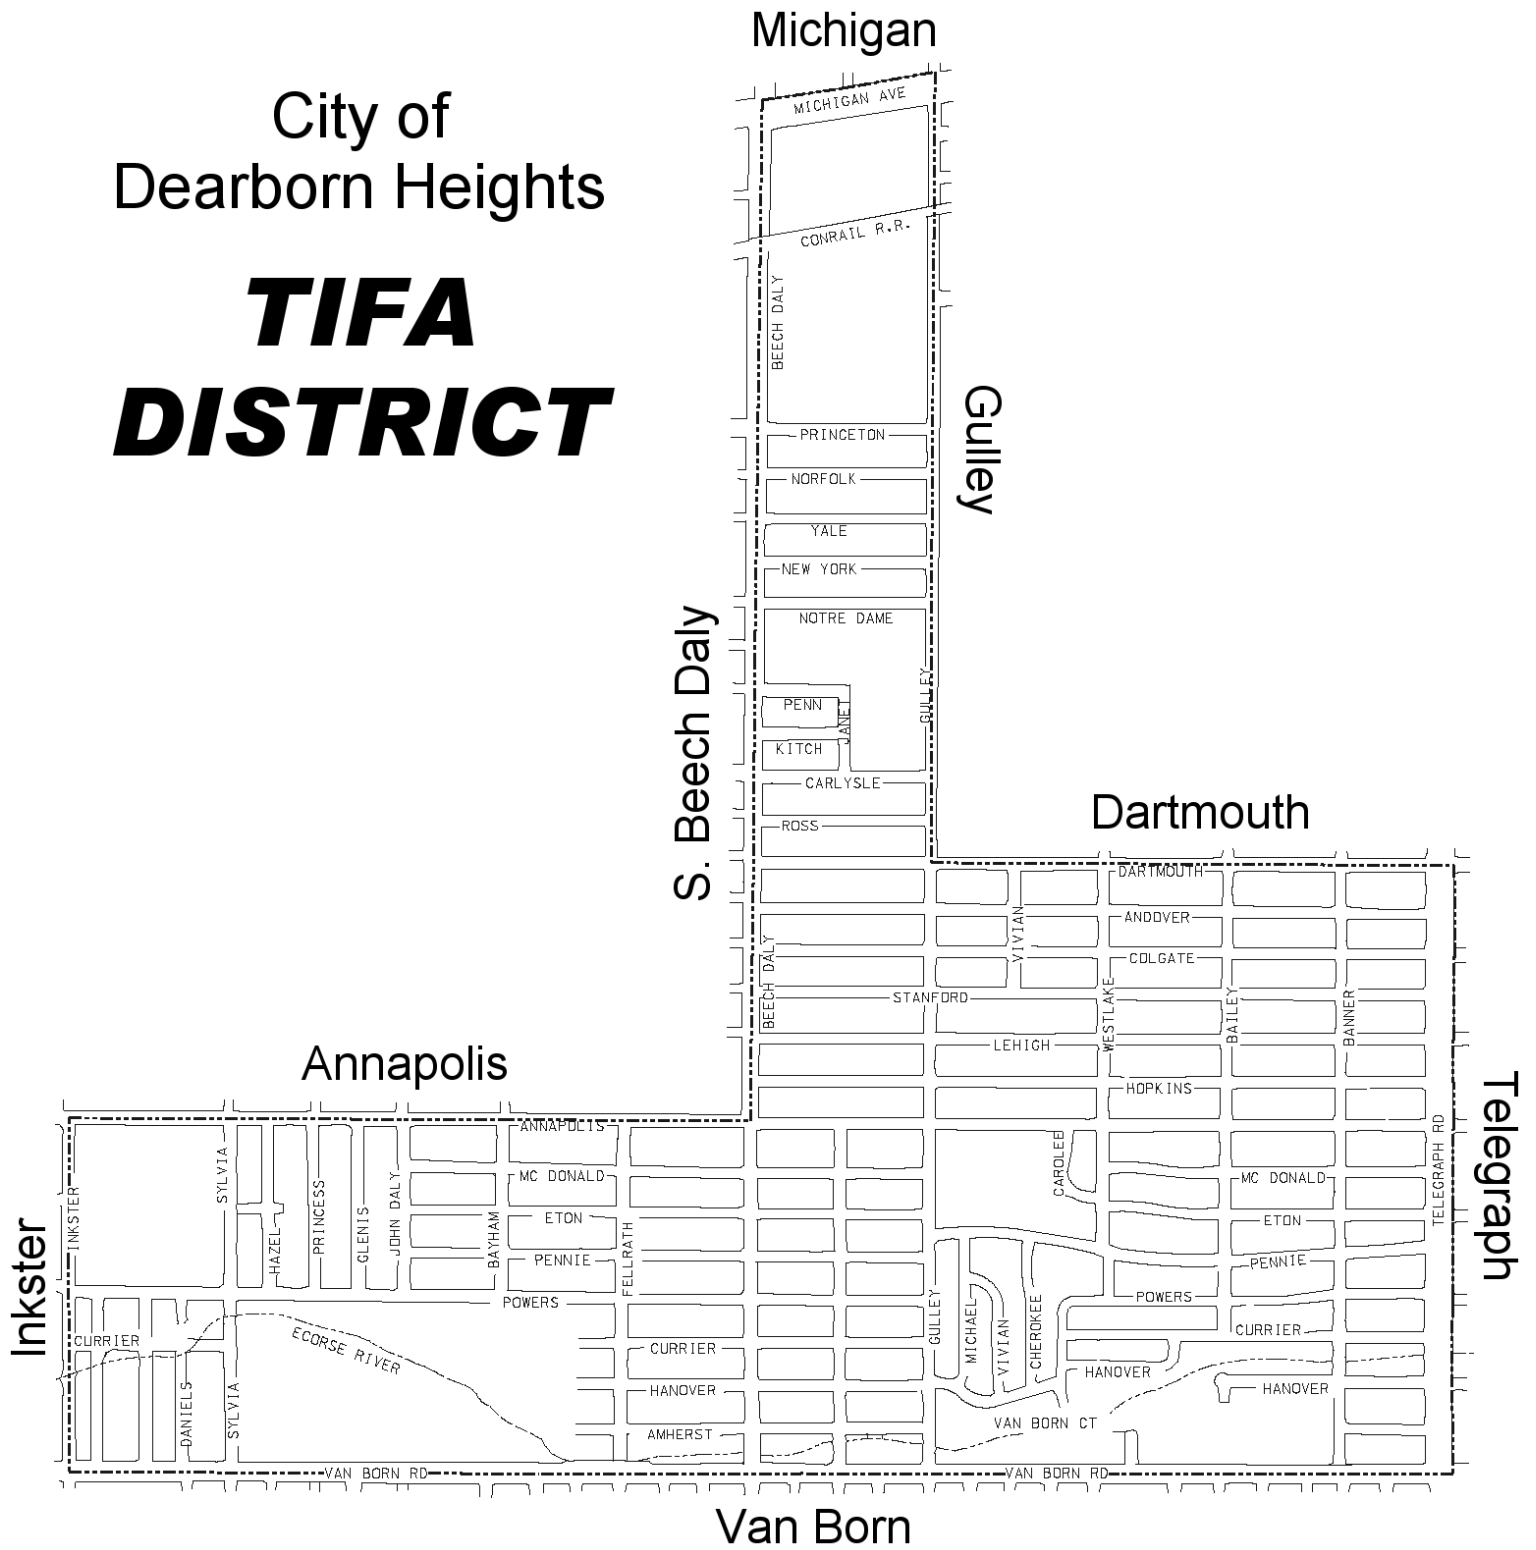 Michigan
City of
Dearborn Heights
TIFA
DISTRICT
MICHIGAN AVE
CONRAIL R.R.
BEECH DALY
Gulley
PRINCETON
NORFOLK
YALE
NEW YORK
NOTRE DAME
S. Beech Daly
PENN
JANET
GULLEY
KITCH
CARLYSLE
ROSS
Dartmouth
DARTMOUTH
VIVIAN
ANDOVER
COLGATE
BEECH DALY
STANFORD
WESTLAKE
BAILEY
BANNER
LEHIGH
Annapolis
HOPKINS
Telegraph
ANNAPOLIS
SYLVIA
CAROLEE
TELEGRAPH RD
MC DONALD
MC DONALD
INKSTER
HAZEL
PRINCESS
GLENIS
JOHN DALY
BAYHAM
ETON
FELLRATH
ETON
PENNIE
PENNIE
Inkster
POWERS
POWERS
CURRIER
ECORSE RIVER
GULLEY
MICHAEL
VIVIAN
CHEROKEE
CURRIER
CURRIER
HANOVER
DANIELS
SYLVIA
HANOVER
HANOVER
VAN BORN CT
AMHERST
VAN BORN RD
VAN BORN RD
Van Born